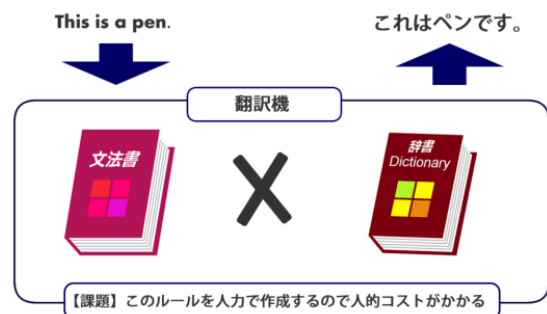 This is a pen.
これはペンです。
翻訳機
文法書
辞書
Dictionary
【課題】このルールを人力で作成するので人的コストがかかる